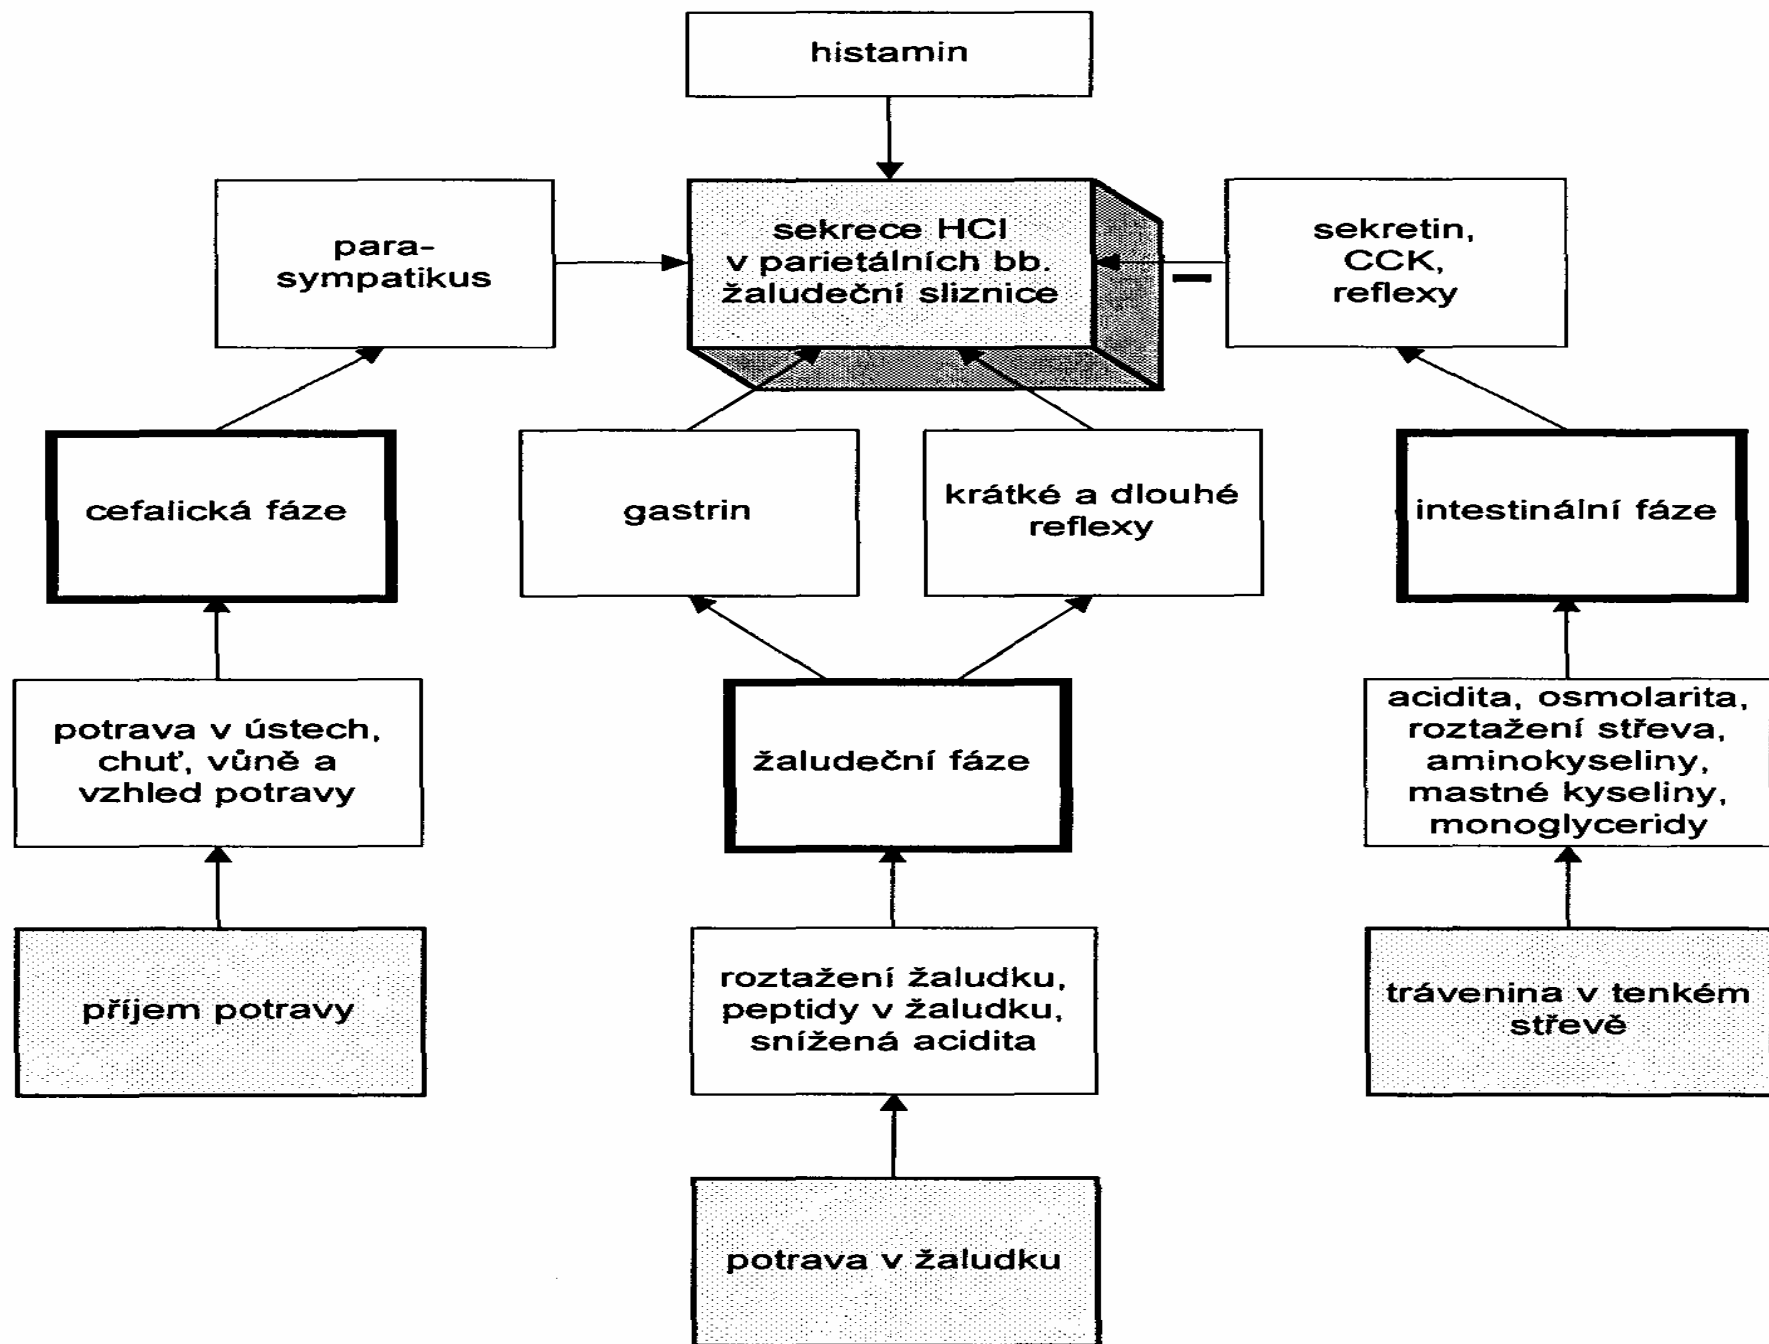 histamin
para-
sympatikus
sekrece HCl
v parietálních bb.
žaludeční sliznice
–
sekretin,
CCK,
reflexy
cefalická fáze
gastrin
krátké a dlouhé
reflexy
intestinální fáze
potrava v ústech,
chuť, vůně a
vzhled potravy
žaludeční fáze
acidita, osmolarita,
roztažení střeva,
aminokyseliny,
mastné kyseliny,
monoglyceridy
příjem potravy
roztažení žaludku,
peptidy v žaludku,
snížená acidita
trávenina v tenkém
střevě
potrava v žaludku